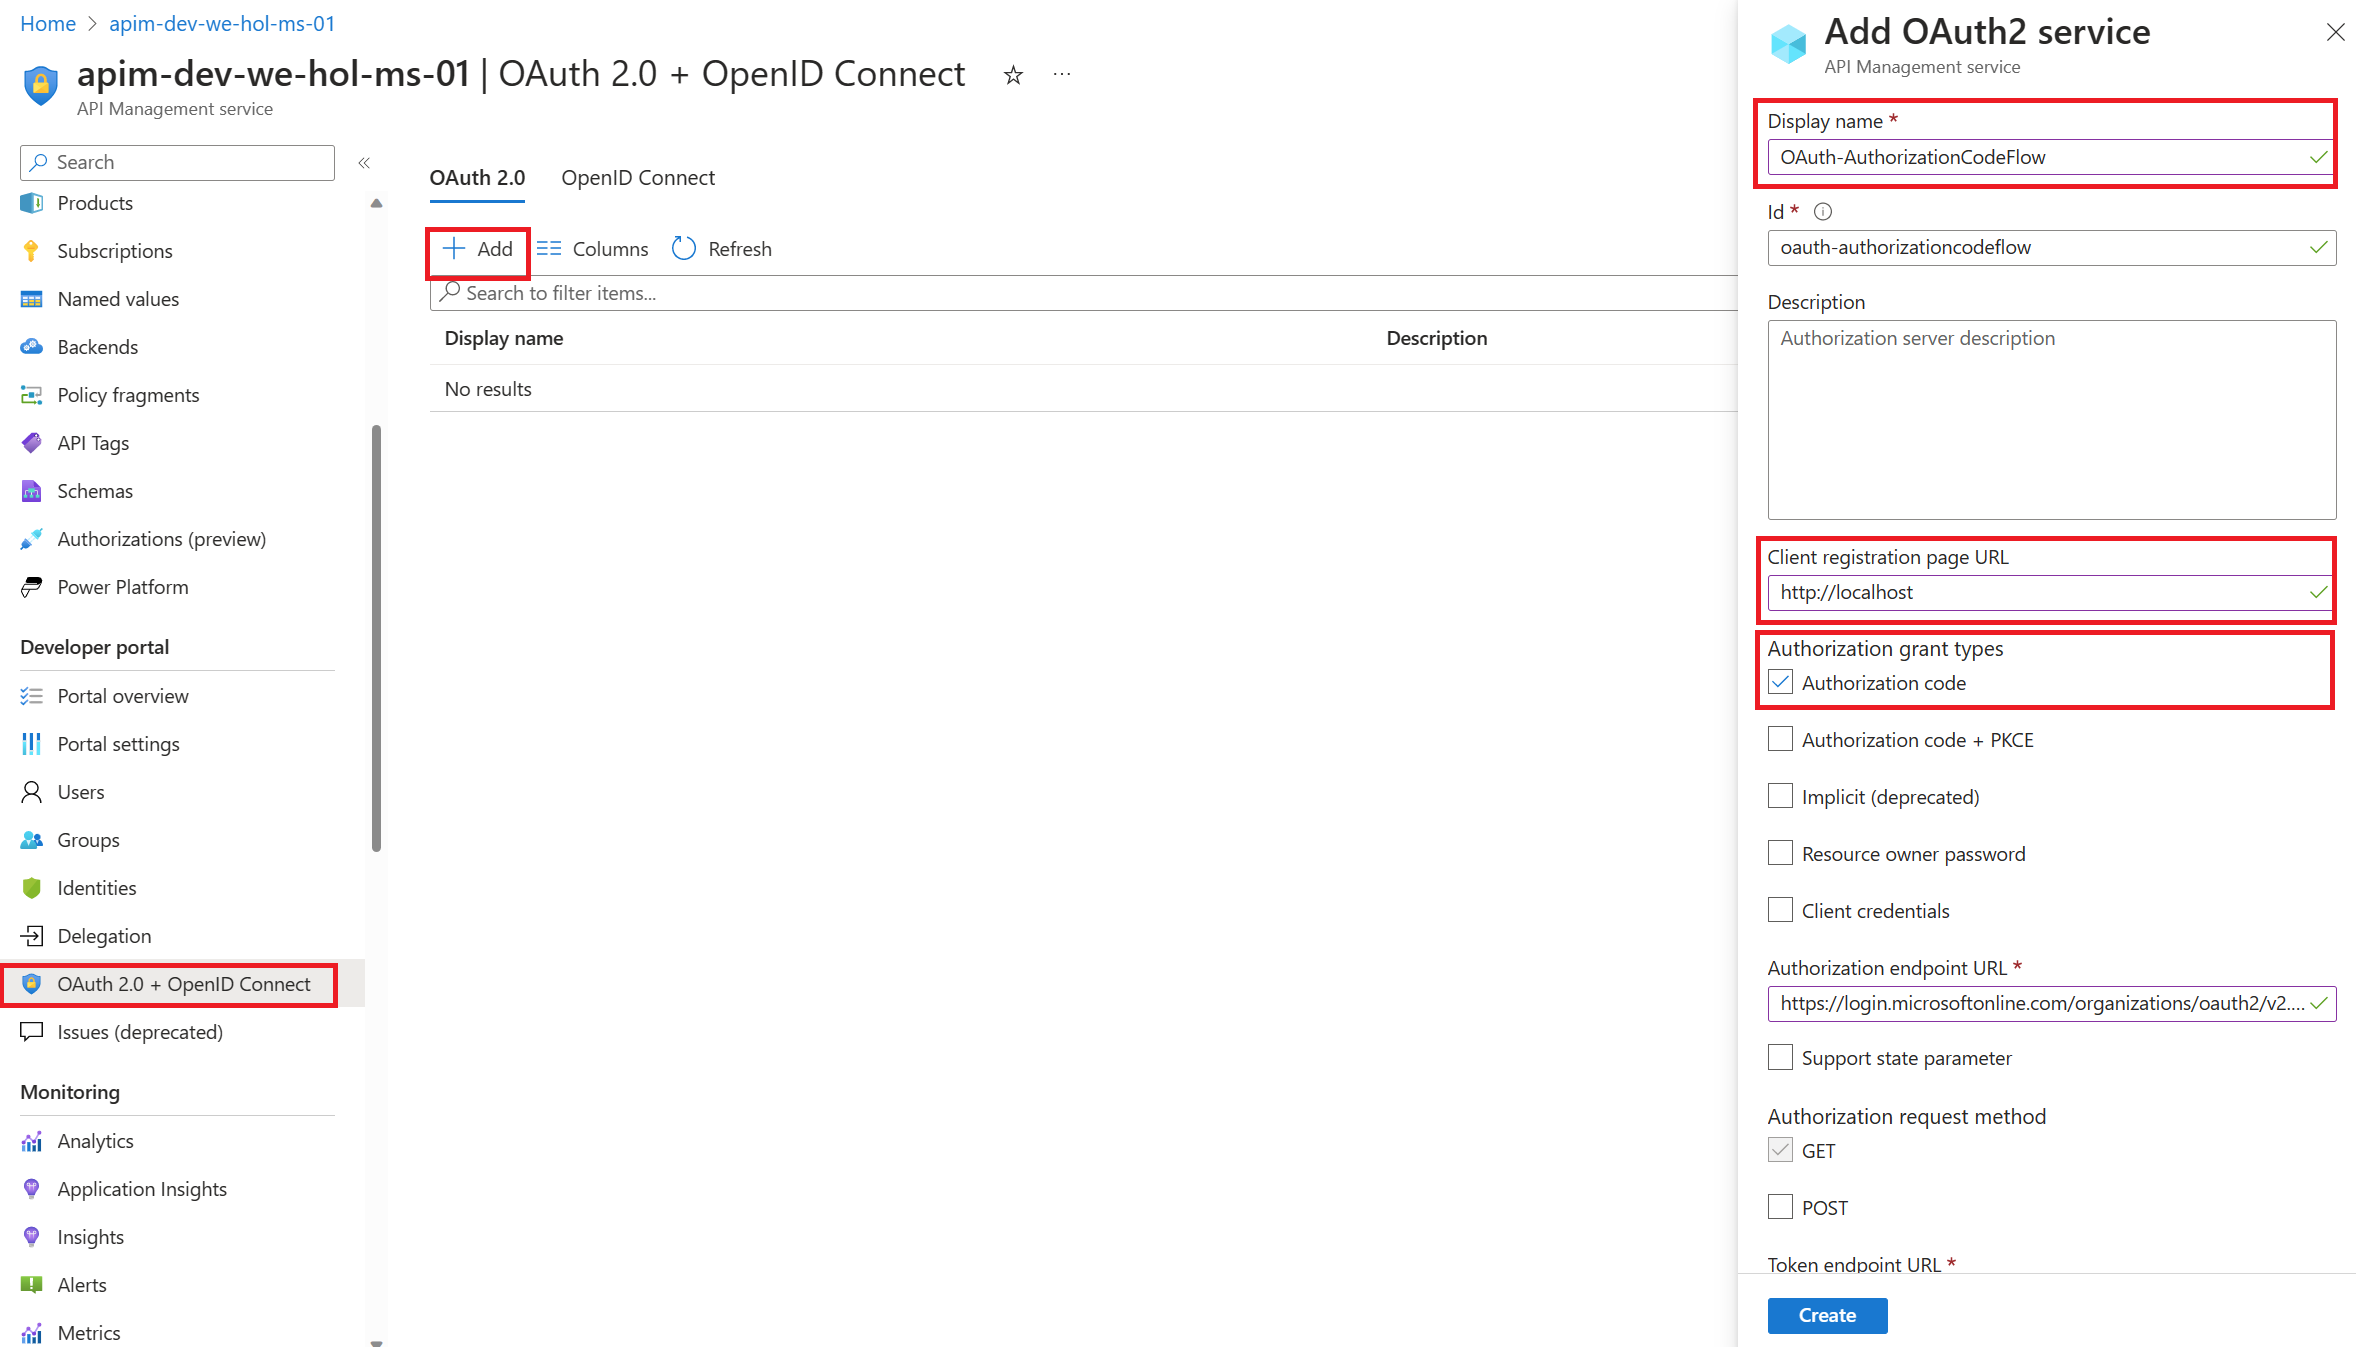 Home > apim-dev-we-hol-ms-01
apim-dev-we-hol-ms-01 | OAuth 2.0 + OpenID Connect
API Management service
Search
Products
Subscriptions
Named values
Backends
Policy fragments
API Tags
Schemas
Authorizations (preview)
Power Platform
Developer portal
Portal overview
Portal settings
Users
Groups
Identities
Delegation
OAuth 2.0 + OpenID Connect
Issues (deprecated)
Monitoring
Analytics
Application Insights
Insights
Alerts
Metrics
OAuth 2.0 OpenID Connect
Add Columns Refresh
Search to filter items...
Display name Description
No results
Add OAuth2 service
API Management service
Display name *
OAuth-AuthorizationCodeFlow
Id *
oauth-authorizationcodeflow
Description
Authorization server description
Client registration page URL
http://localhost
Authorization grant types
Authorization code
Authorization code + PKCE
Implicit (deprecated)
Resource owner password
Client credentials
Authorization endpoint URL *
https://login.microsoftonline.com/organizations/oauth2/v2....
Support state parameter
Authorization request method
GET
POST
Token endpoint URL *
Create